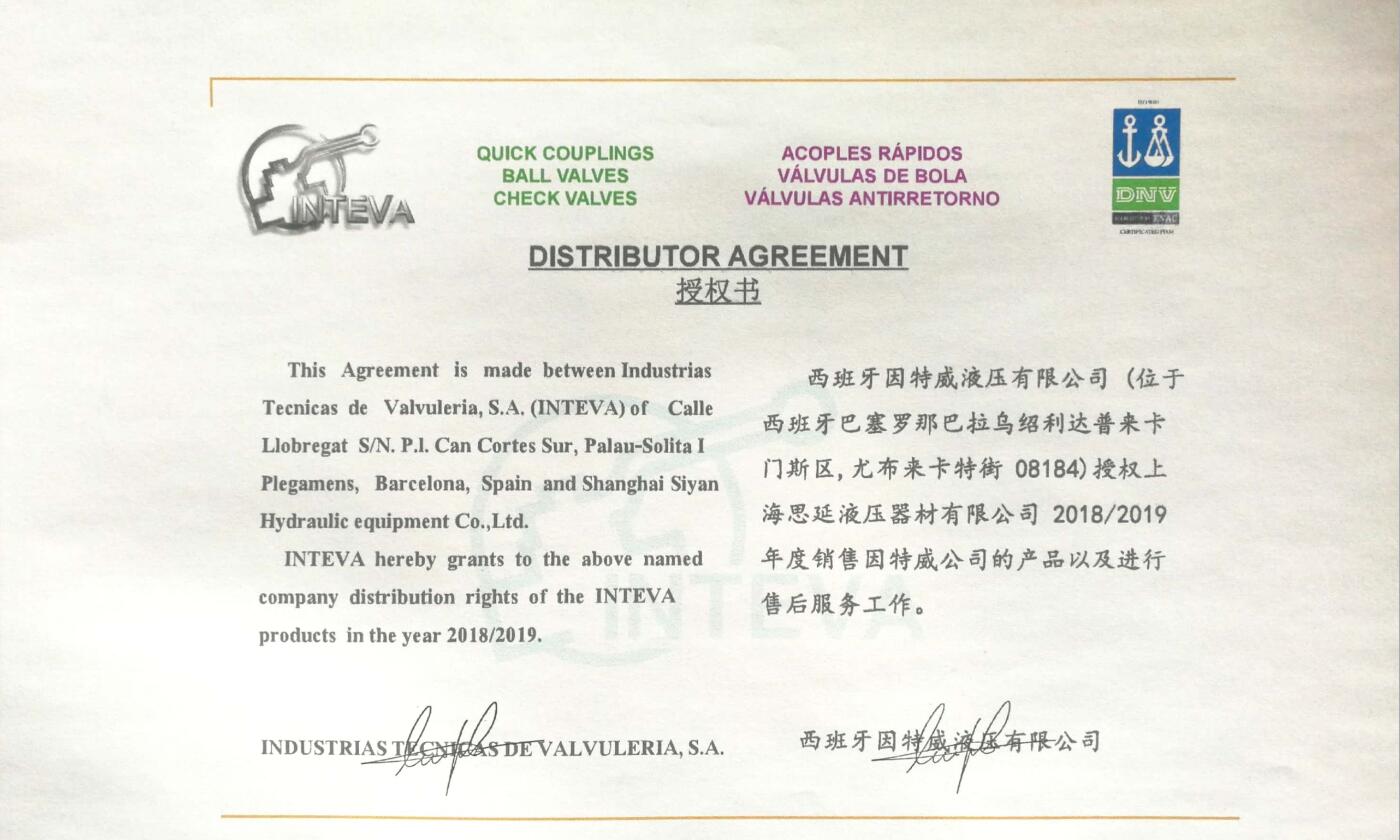 INTEVA
QUICK COUPLINGS
BALL VALVES
CHECK VALVES
ACOPLES RÁPIDOS
VÁLVULAS DE BOLA
VÁLVULAS ANTIRRETORNO
ISO 9001
DNV
ENAC
DISTRIBUTOR AGREEMENT
授权书
This Agreement is made between Industrias
Tecnicas de Valvuleria, S.A. (INTEVA) of Calle
Llobregat S/N. P.l. Can Cortes Sur, Palau-Solita I
Plegamens, Barcelona, Spain and Shanghai Siyan
Hydraulic equipment Co.,Ltd.
INTEVA hereby grants to the above named
company distribution rights of the INTEVA
products in the year 2018/2019.
西班牙因特威液压有限公司 (位于
西班牙巴塞罗那巴拉乌绍利达普来卡
门斯区,尤布来卡特街 08184)授权上
海思延液压器材有限公司 2018/2019
年度销售因特威公司的产品以及进行
售后服务工作。
INTEVA
INDUSTRIAS TECNICAS DE VALVULERIA, S.A.
西班牙因特威液压有限公司